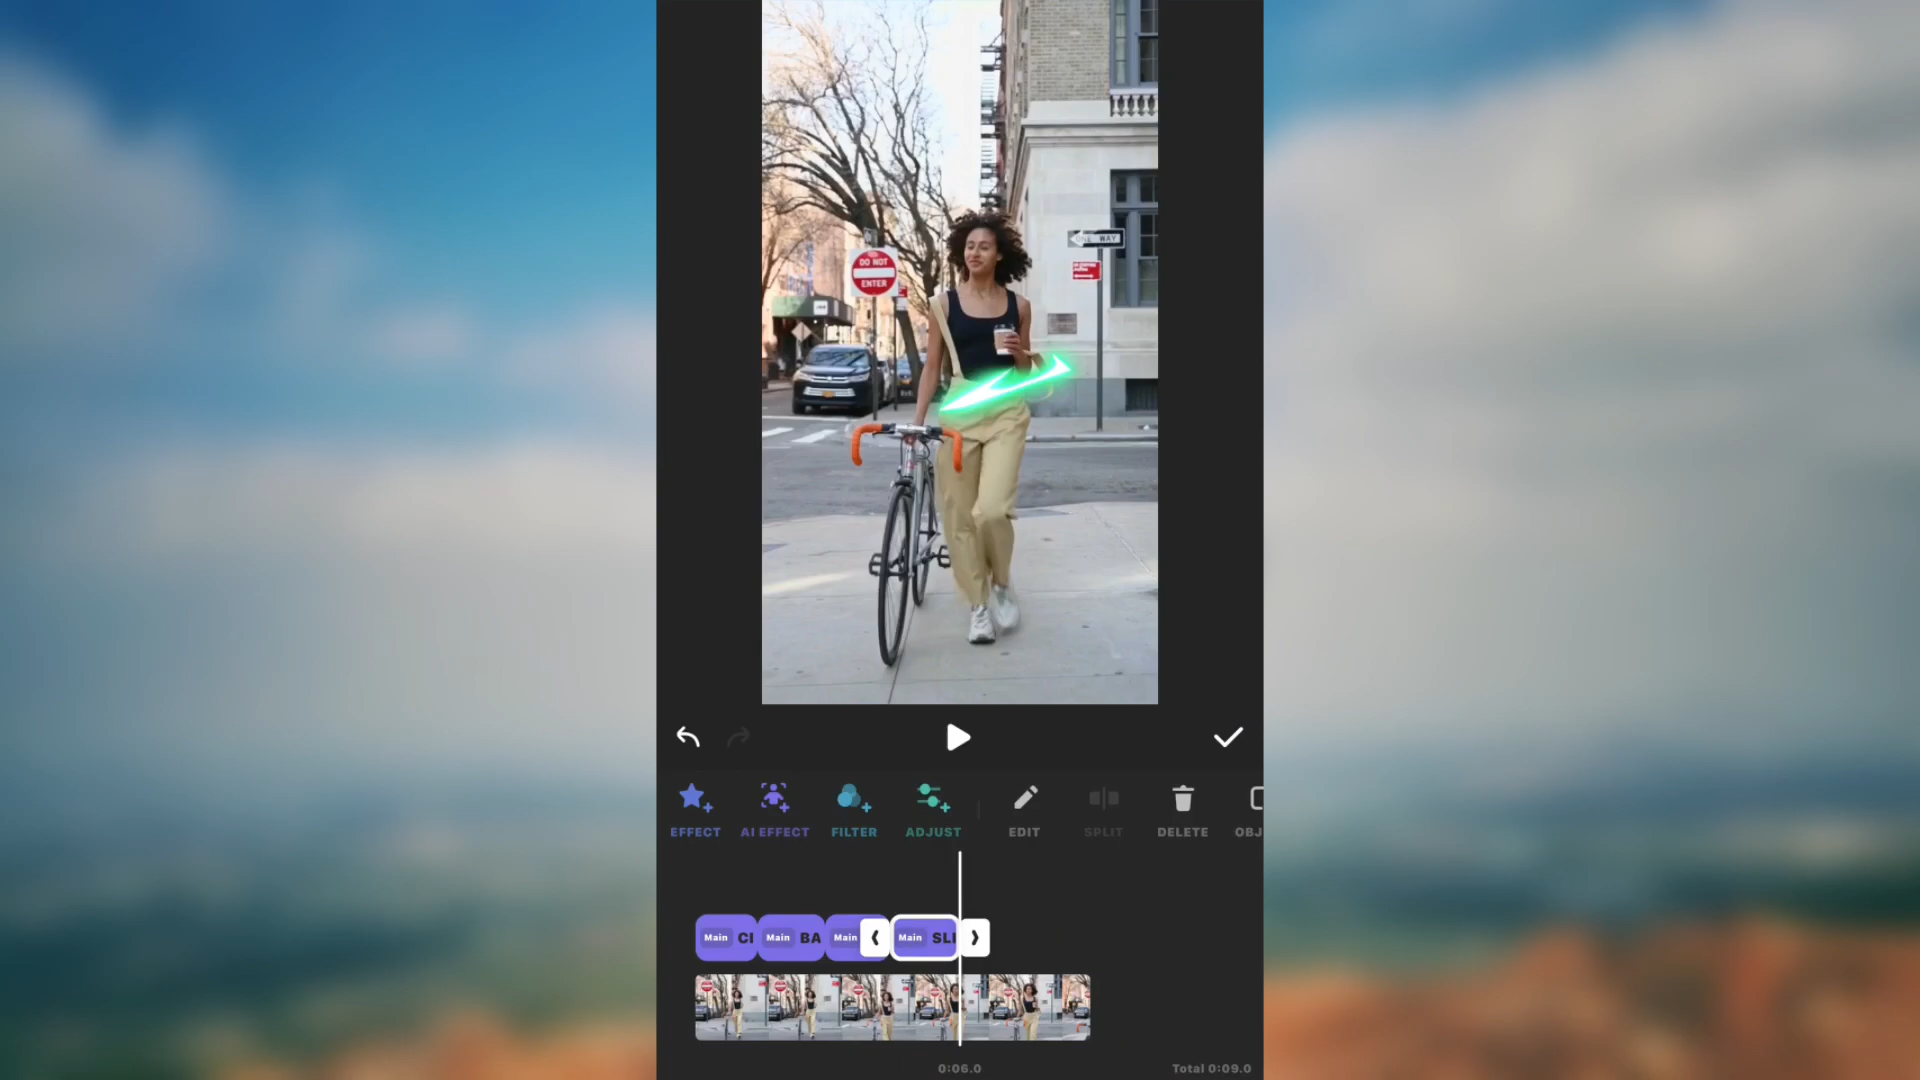 ONE WAY
DO NOT
ENTER
EFFECT
AI EFFECT
FILTER
ADJUST
EDIT
SPLIT
DELETE
OBJ
Main CI
Main BA
Main
Main SLI
0:06.0
Total 0:09.0